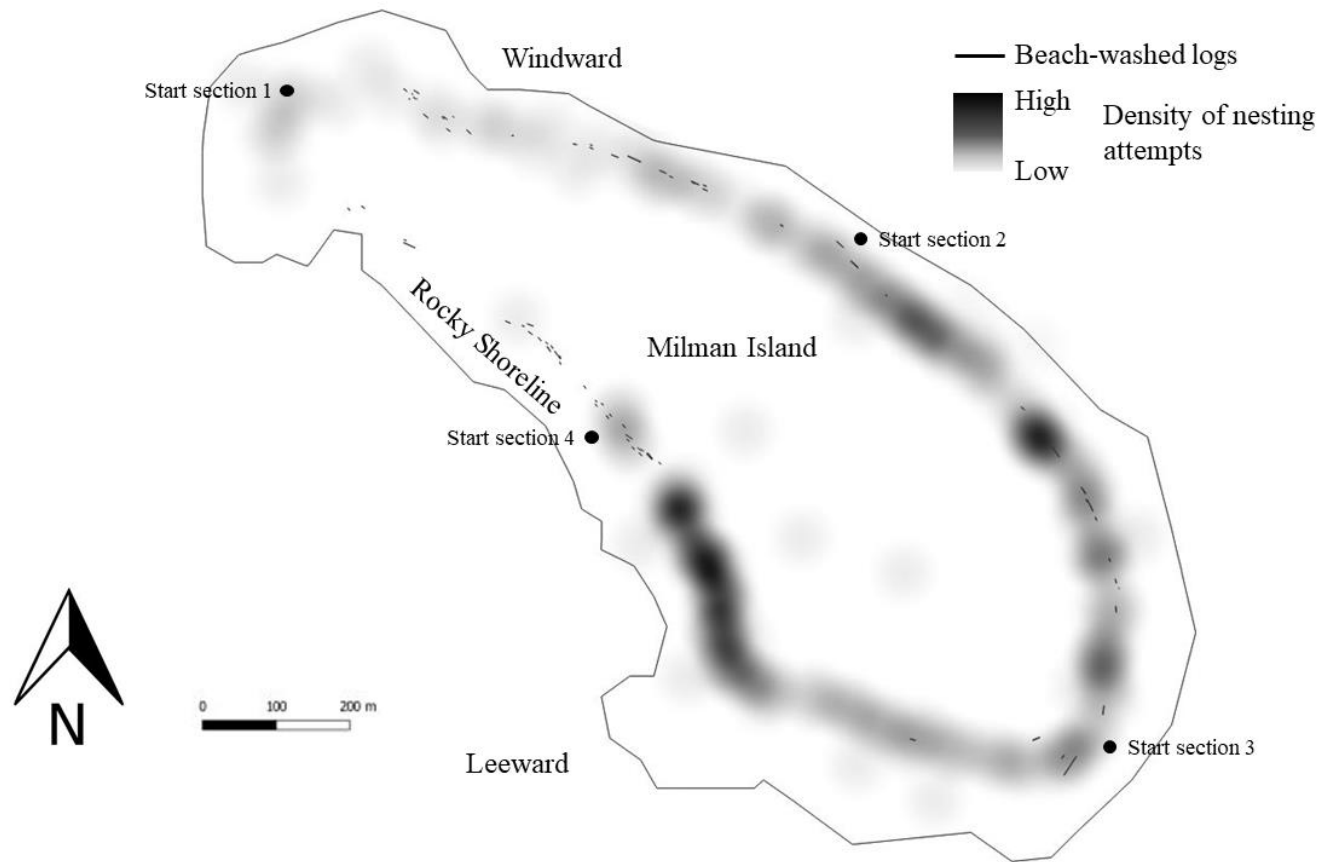 Windward
Beach-washed logs
Start section 1
High
Density of nesting
attempts
Low
Start section 2
Rocky Shoreline
Milman Island
Start section 4
N
0 100 200 m
Leeward
Start section 3